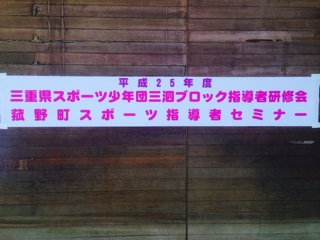 平成25年度
三重県スポーツ少年団三泗ブロック指導者研修会
菰野町スポーツ指導者セミナー